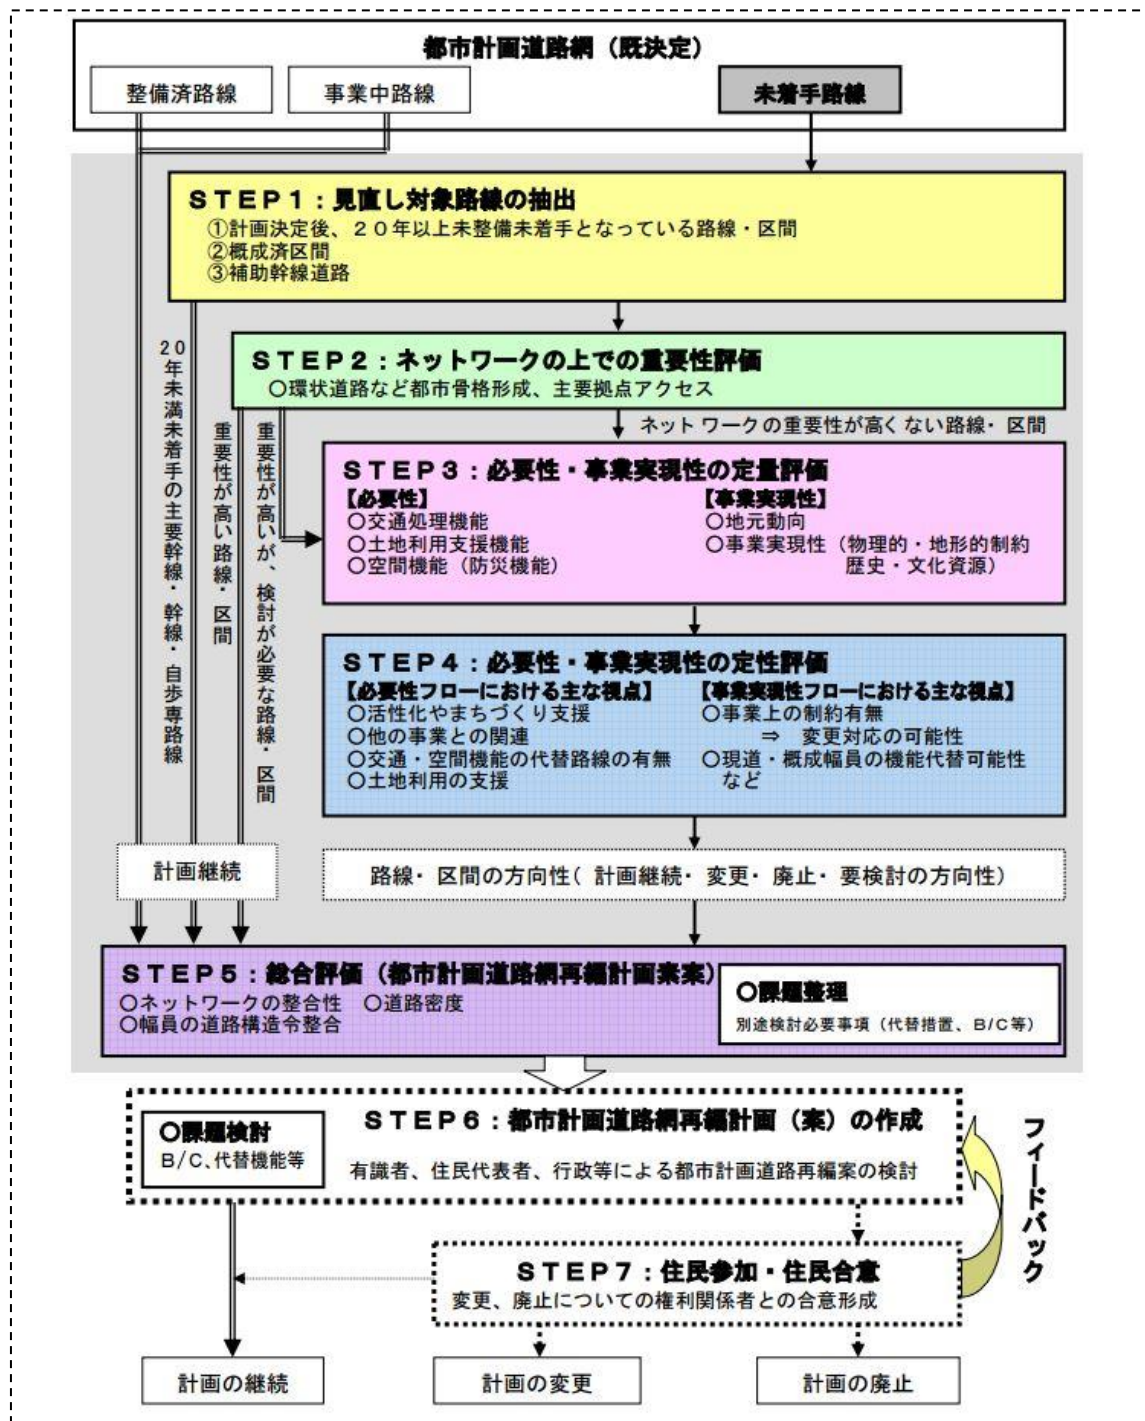 都市計画道路網（既決定）
整備済路線
事業中路線
未着手路線
ＳＴＥＰ１：見直し対象路線の抽出
①計画決定後、２０年以上未整備未着手となっている路線・区間
②概成済区間
③補助幹線道路
ＳＴＥＰ２：ネットワークの上での重要性評価
○環状道路など都市骨格形成、主要拠点アクセス
ネットワークの重要性が高くない路線・区間
20年未満未着手の主要幹線・幹線・自歩専路線
重要性が高い路線・区間
重要性が高いが、検討が必要な路線・区間
ＳＴＥＰ３：必要性・事業実現性の定量評価
【必要性】
○交通処理機能
○土地利用支援機能
○空間機能（防災機能）
【事業実現性】
○地元動向
○事業実現性（物理的・地形的制約
歴史・文化資源）
ＳＴＥＰ４：必要性・事業実現性の定性評価
【必要性フローにおける主な視点】
○活性化やまちづくり支援
○他の事業との関連
○交通・空間機能の代替路線の有無
○土地利用の支援
【事業実現性フローにおける主な視点】
○事業上の制約有無
⇒　変更対応の可能性
○現道・概成幅員の機能代替可能性
など
計画継続
路線・区間の方向性（計画継続・変更・廃止・要検討の方向性）
ＳＴＥＰ５：総合評価（都市計画道路網再編計画素案）
○ネットワークの整合性　○道路密度
○幅員の道路構造令整合
○課題整理
別途検討必要事項（代替措置、B/C等）
ＳＴＥＰ６：都市計画道路網再編計画（案）の作成
○課題検討
B/C、代替機能等
有識者、住民代表者、行政等による都市計画道路再編案の検討
フィードバック
ＳＴＥＰ７：住民参加・住民合意
変更、廃止についての権利関係者との合意形成
計画の継続
計画の変更
計画の廃止